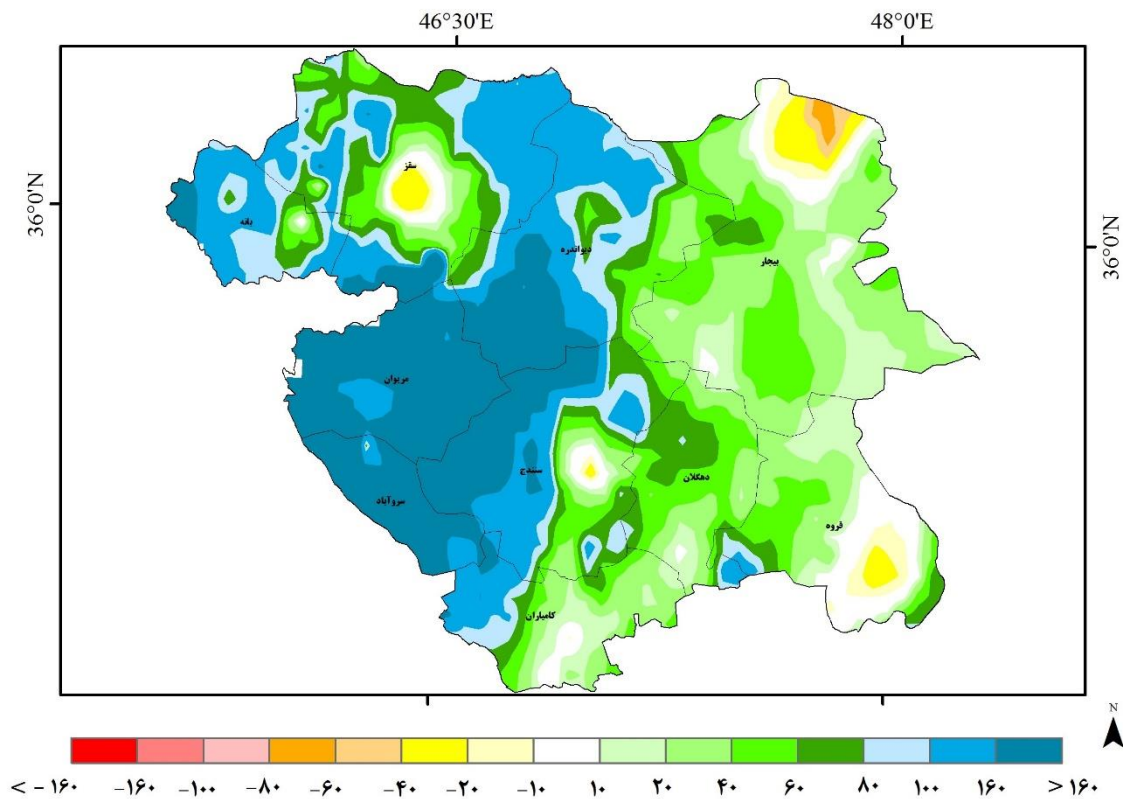 46°30'E 48°0'E
36°0'N
36°0'N
سقز
بانه
دیواندره
بیجار
مریوان
سنندج
دهگلان
سروآباد
قروه
کامیاران
N
< -۱۶۰ -۱۶۰ -۱۰۰ -۸۰ -۶۰ -۴۰ -۲۰ -۱۰ ۱۰ ۲۰ ۴۰ ۶۰ ۸۰ ۱۰۰ ۱۶۰ > ۱۶۰